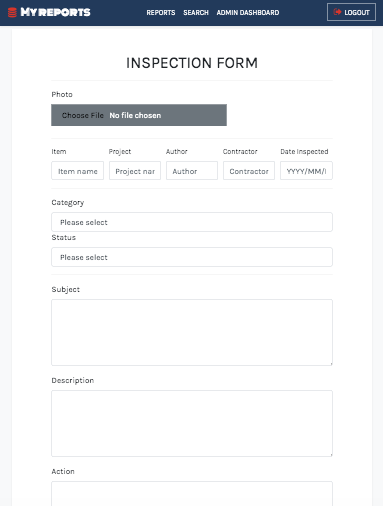 MYREPORTS REPORTS SEARCH ADMIN DASHBOARD LOGOUT
INSPECTION FORM
Photo
Choose File No file chosen
Item Project Author Contractor Date Inspected
Item name Project nar Author Contractor YYYY/MM/
Category
Please select
Status
Please select
Subject
Description
Action